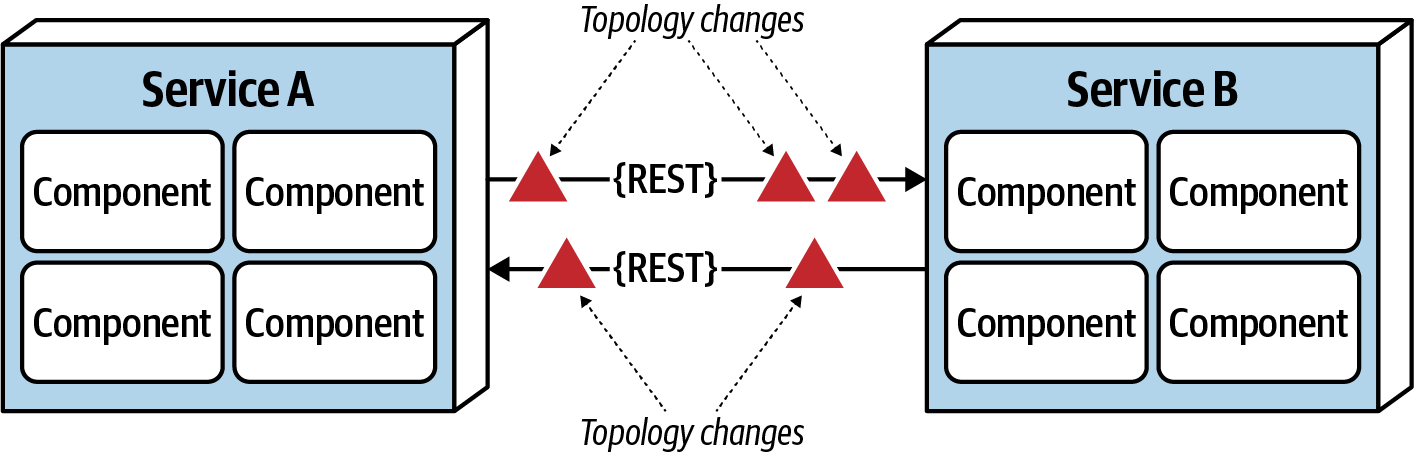 Topology changes
Service A
Service B
Component Component
Component Component
{REST}
{REST}
Component Component
Component Component
Topology changes